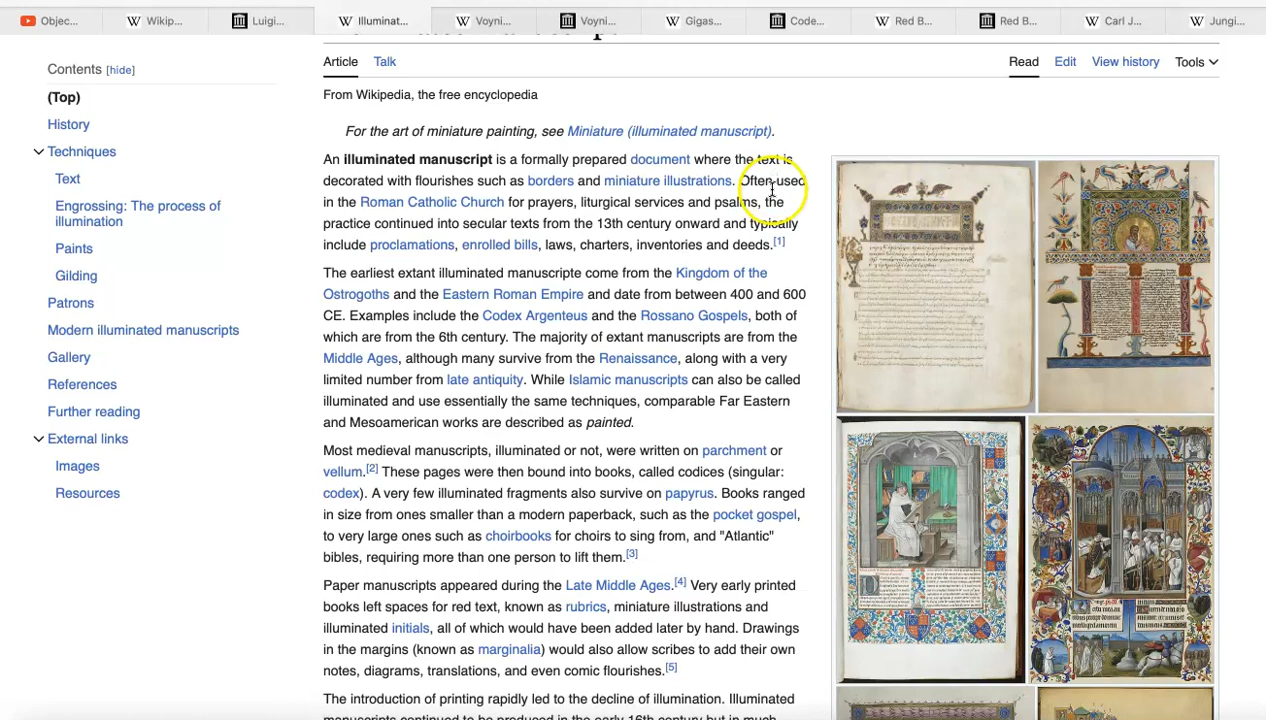 Objec...
Wikip...
Luigi...
Illuminat...
Voyni...
Voyni...
Gigas...
Code...
Red B...
Red B...
Carl J...
Jungi...
Contents [hide]
(Top)
History
Techniques
Text
Engrossing: The process of
illumination
Paints
Gilding
Patrons
Modern illuminated manuscripts
Gallery
References
Further reading
External links
Images
Resources
Article Talk
Read Edit View history Tools
From Wikipedia, the free encyclopedia
For the art of miniature painting, see Miniature (illuminated manuscript).
An illuminated manuscript is a formally prepared document where the text is
decorated with flourishes such as borders and miniature illustrations. Often used
in the Roman Catholic Church for prayers, liturgical services and psalms, the
practice continued into secular texts from the 13th century onward and typically
include proclamations, enrolled bills, laws, charters, inventories and deeds.[1]
The earliest extant illuminated manuscripte come from the Kingdom of the
Ostrogoths and the Eastern Roman Empire and date from between 400 and 600
CE. Examples include the Codex Argenteus and the Rossano Gospels, both of
which are from the 6th century. The majority of extant manuscripts are from the
Middle Ages, although many survive from the Renaissance, along with a very
limited number from late antiquity. While Islamic manuscripts can also be called
illuminated and use essentially the same techniques, comparable Far Eastern
and Mesoamerican works are described as painted.
Most medieval manuscripts, illuminated or not, were written on parchment or
vellum.[2] These pages were then bound into books, called codices (singular:
codex). A very few illuminated fragments also survive on papyrus. Books ranged
in size from ones smaller than a modern paperback, such as the pocket gospel,
to very large ones such as choirbooks for choirs to sing from, and "Atlantic"
bibles, requiring more than one person to lift them.[3]
Paper manuscripts appeared during the Late Middle Ages.[4] Very early printed
books left spaces for red text, known as rubrics, miniature illustrations and
illuminated initials, all of which would have been added later by hand. Drawings
in the margins (known as marginalia) would also allow scribes to add their own
notes, diagrams, translations, and even comic flourishes.[5]
The introduction of printing rapidly led to the decline of illumination. Illuminated
manuscripts continued to be produced in the early 16th century but in much